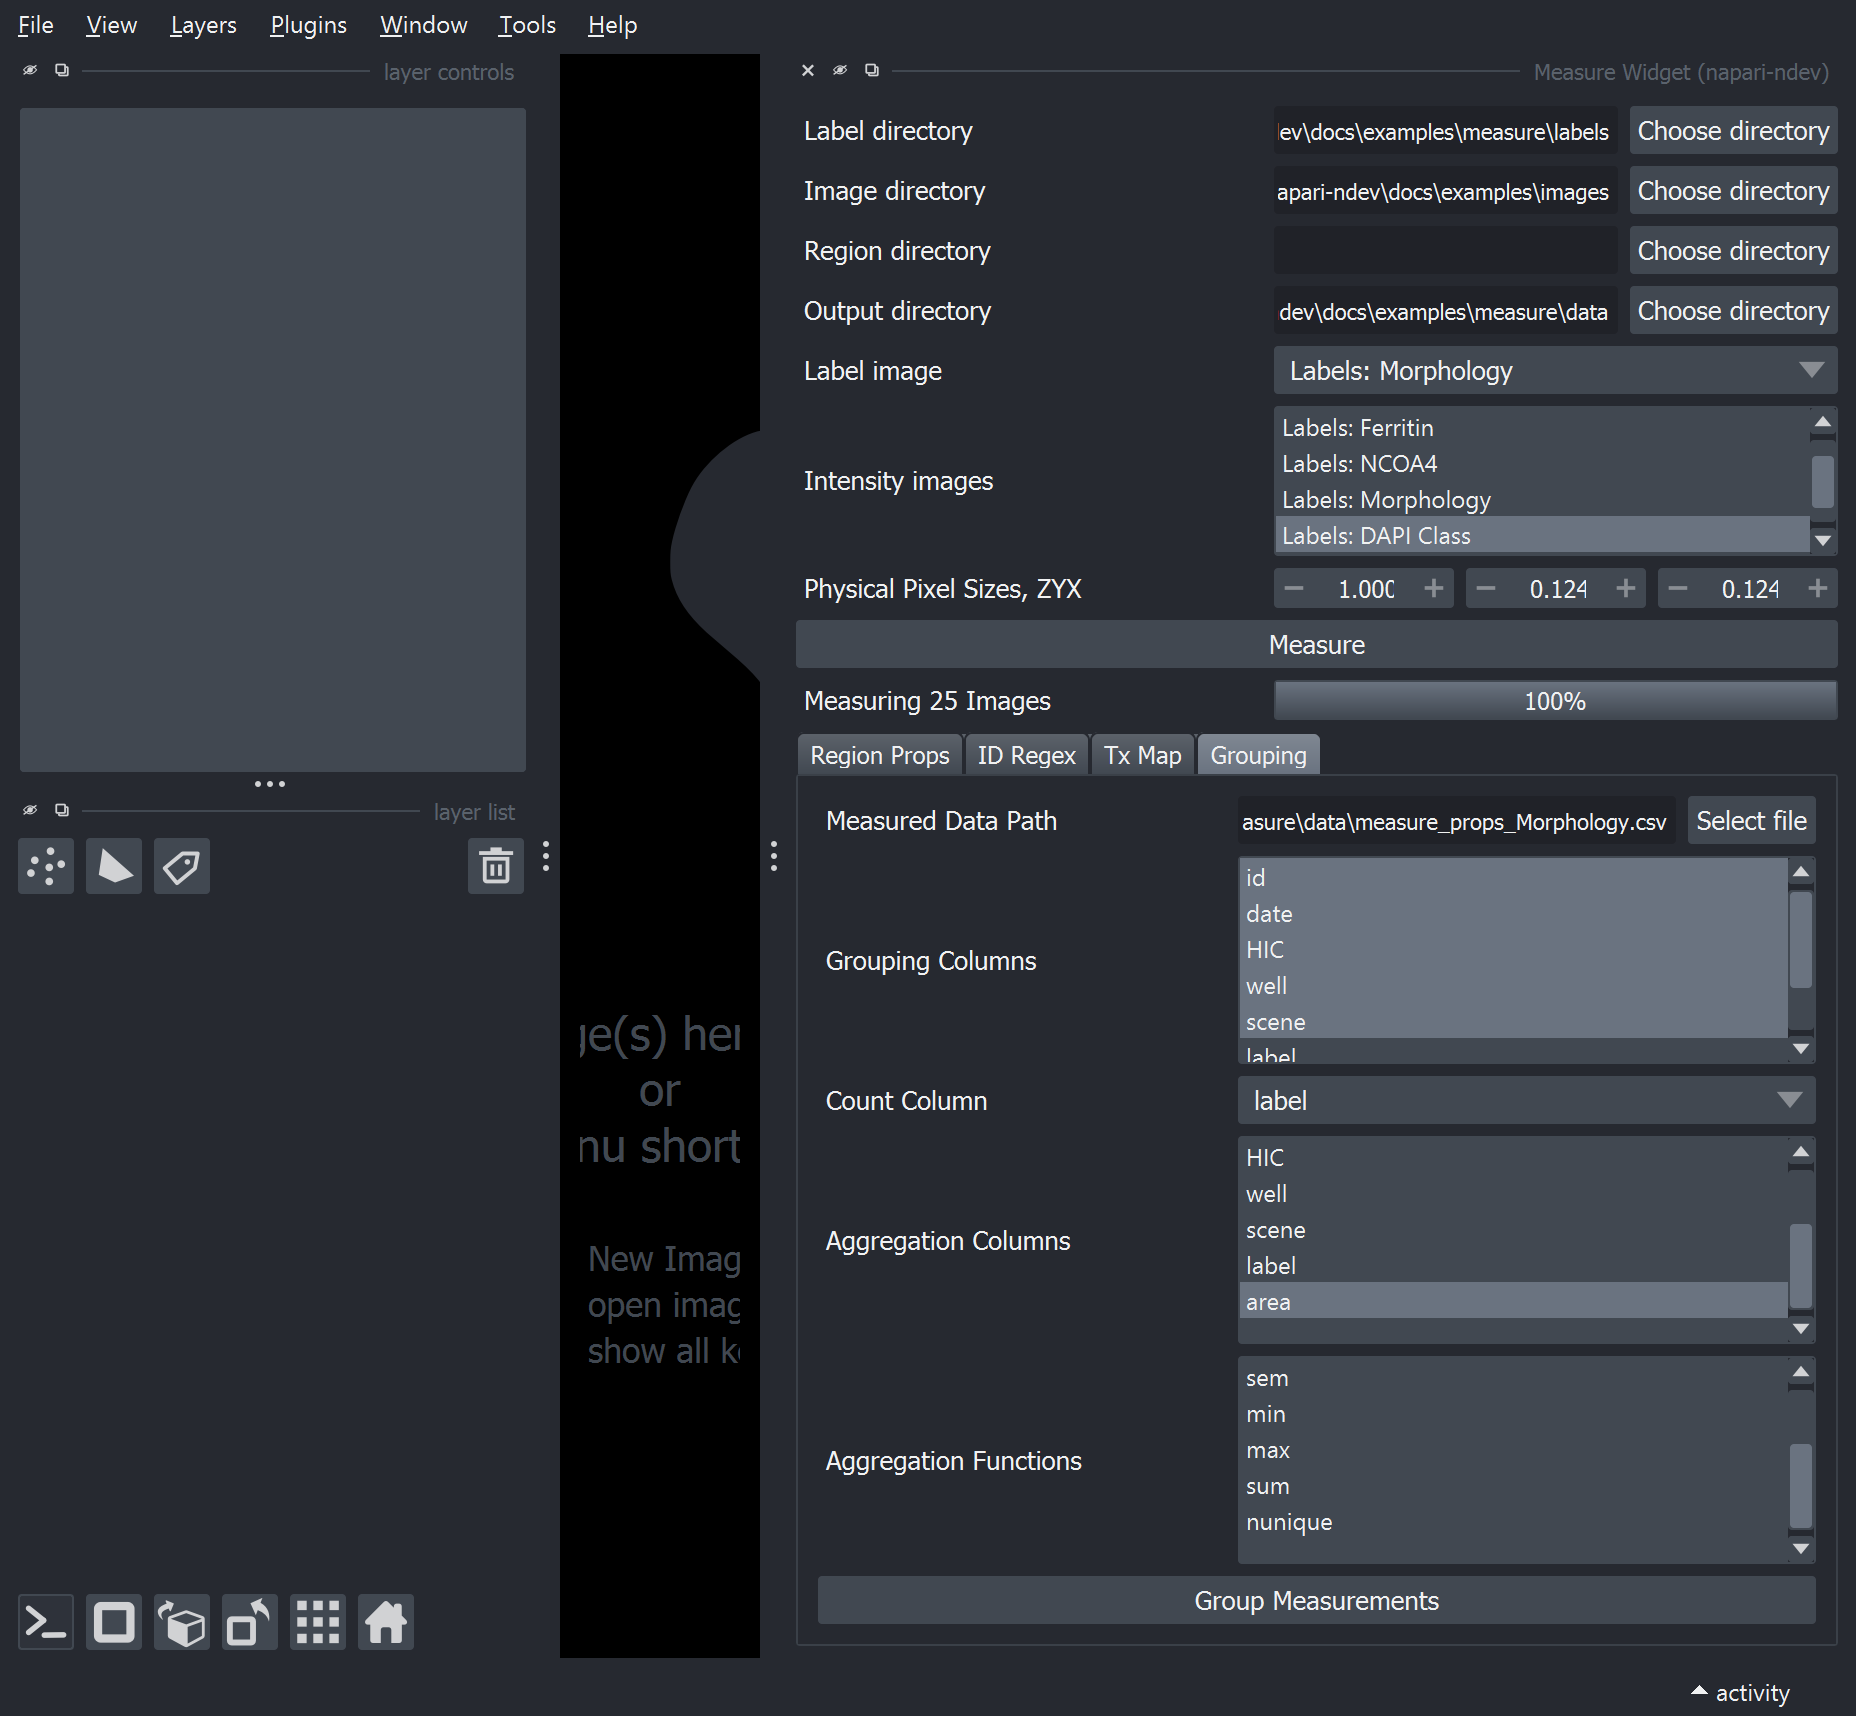 File View Layers Plugins Window Tools Help
layer controls
Measure Widget (napari-ndev)
Label directory
ev\docs\examples\measure\labels
Choose directory
Image directory
apari-ndev\docs\examples\images
Choose directory
Region directory
Choose directory
Output directory
dev\docs\examples\measure\data
Choose directory
Label image
Labels: Morphology
Intensity images
Labels: Ferritin
Labels: NCOA4
Labels: Morphology
Labels: DAPI Class
Physical Pixel Sizes, ZYX
1.000
0.124
0.124
Measure
Measuring 25 Images
100%
Region Props ID Regex Tx Map Grouping
layer list
Measured Data Path
asure\data\measure_props_Morphology.csv
Select file
Grouping Columns
id
date
HIC
well
scene
label
Count Column
label
Aggregation Columns
HIC
well
scene
label
area
Aggregation Functions
sem
min
max
sum
nunique
Group Measurements
ge(s) her
or
nu short
New Imag
open imag
show all k
activity